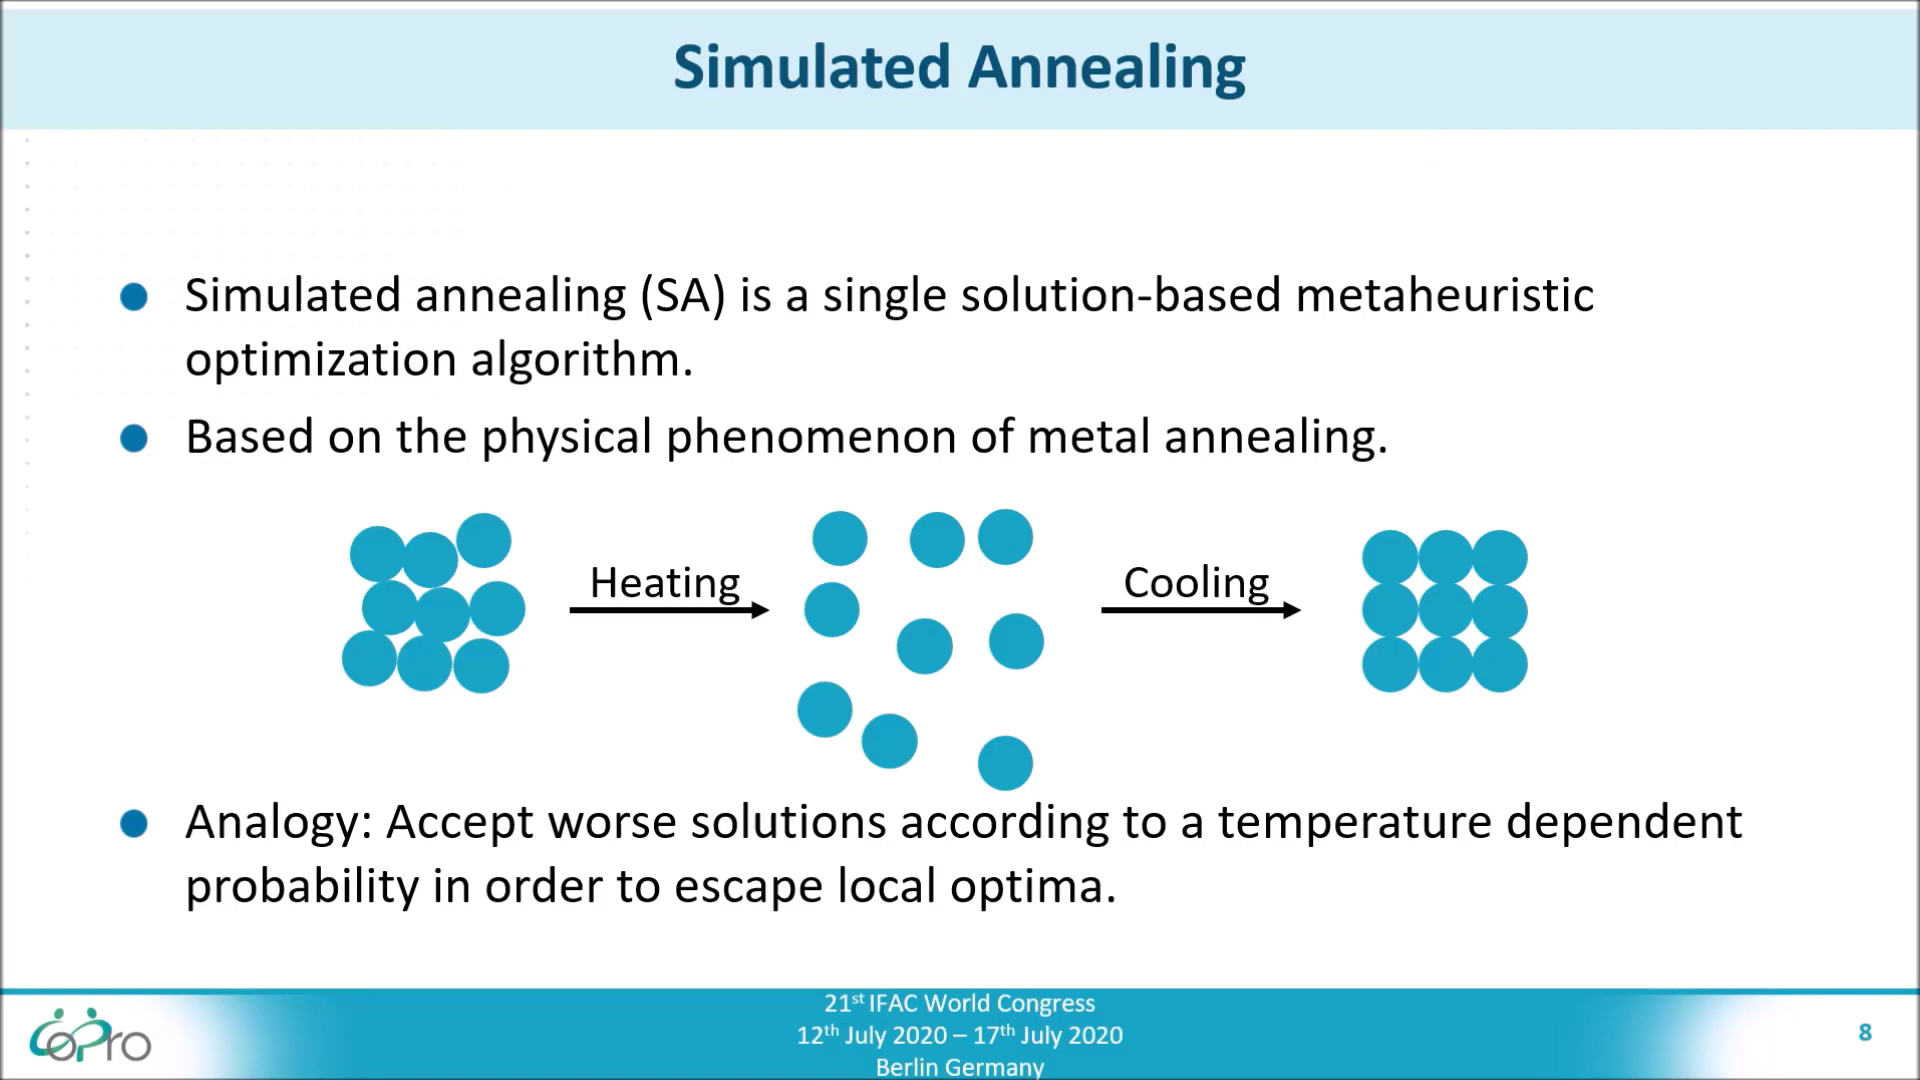 Simulated Annealing
Simulated annealing (SA) is a single solution-based metaheuristic
optimization algorithm.
Based on the physical phenomenon of metal annealing.
Heating
Cooling
Analogy: Accept worse solutions according to a temperature dependent
probability in order to escape local optima.
CoPro
21st IFAC World Congress
12th July 2020 – 17th July 2020
Berlin Germany
8